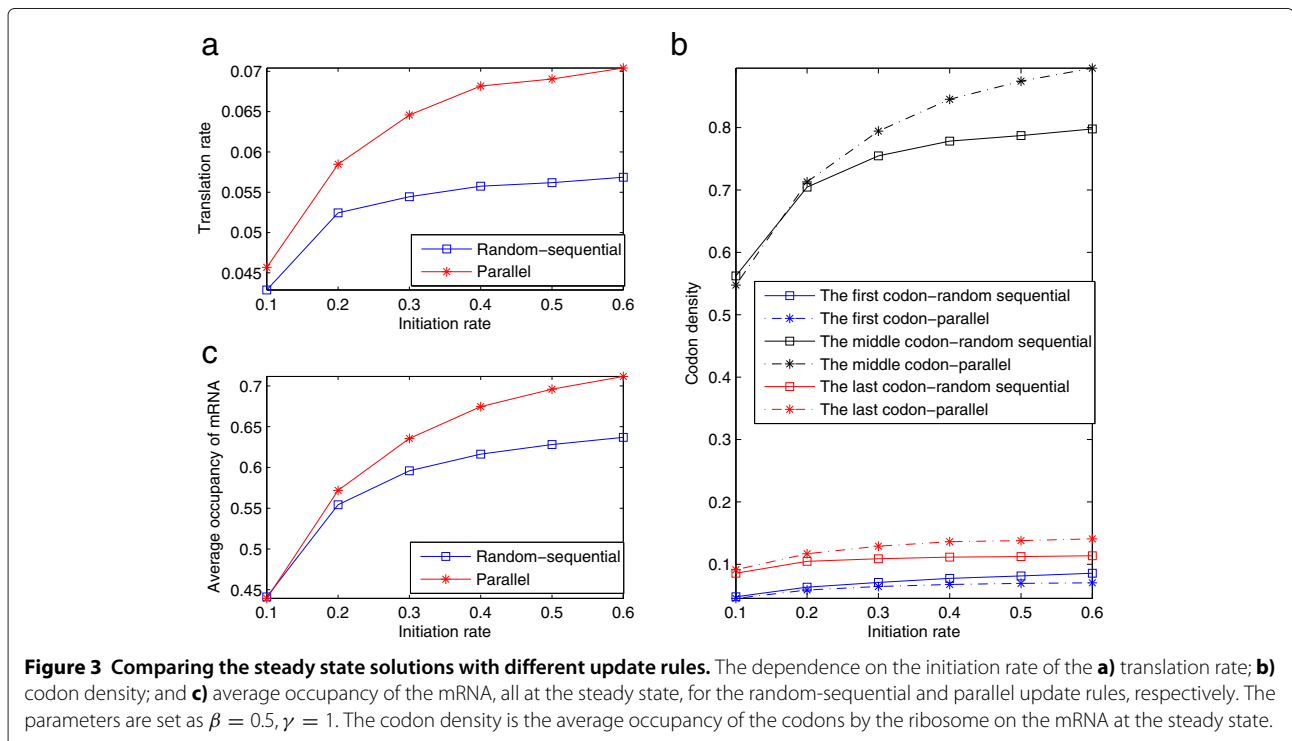 a
0.07
0.065
0.06
0.055
0.05
0.045
Translation rate
Random-sequential
Parallel
0.1 0.2 0.3 0.4 0.5 0.6
Initiation rate
c
0.7
0.65
0.6
0.55
0.5
0.45
Average occupancy of mRNA
Random-sequential
Parallel
0.1 0.2 0.3 0.4 0.5 0.6
Initiation rate
b
0.8
0.7
0.6
0.5
0.4
0.3
0.2
0.1
Codon density
The first codon-random sequential
The first codon-parallel
The middle codon-random sequential
The middle codon-parallel
The last codon-random sequential
The last codon-parallel
0.1 0.2 0.3 0.4 0.5 0.6
Initiation rate
Figure 3 Comparing the steady state solutions with different update rules. The dependence on the initiation rate of the a) translation rate; b)
codon density; and c) average occupancy of the mRNA, all at the steady state, for the random-sequential and parallel update rules, respectively. The
parameters are set as β = 0.5, γ = 1. The codon density is the average occupancy of the codons by the ribosome on the mRNA at the steady state.